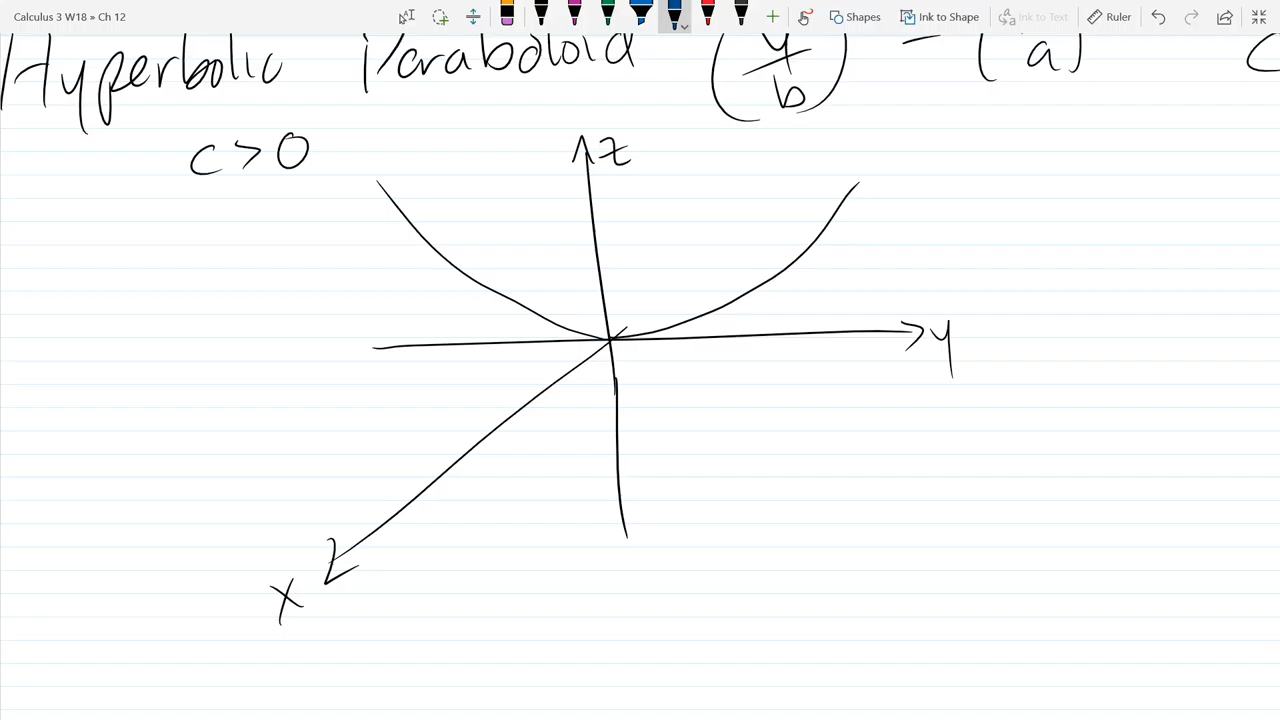 Calculus 3 W18 » Ch 12
Shapes
Ink to Shape
Ink to Text
Ruler
Hyperbolic Paraboloid (y/b) - (a) c
c > 0
z
y
x